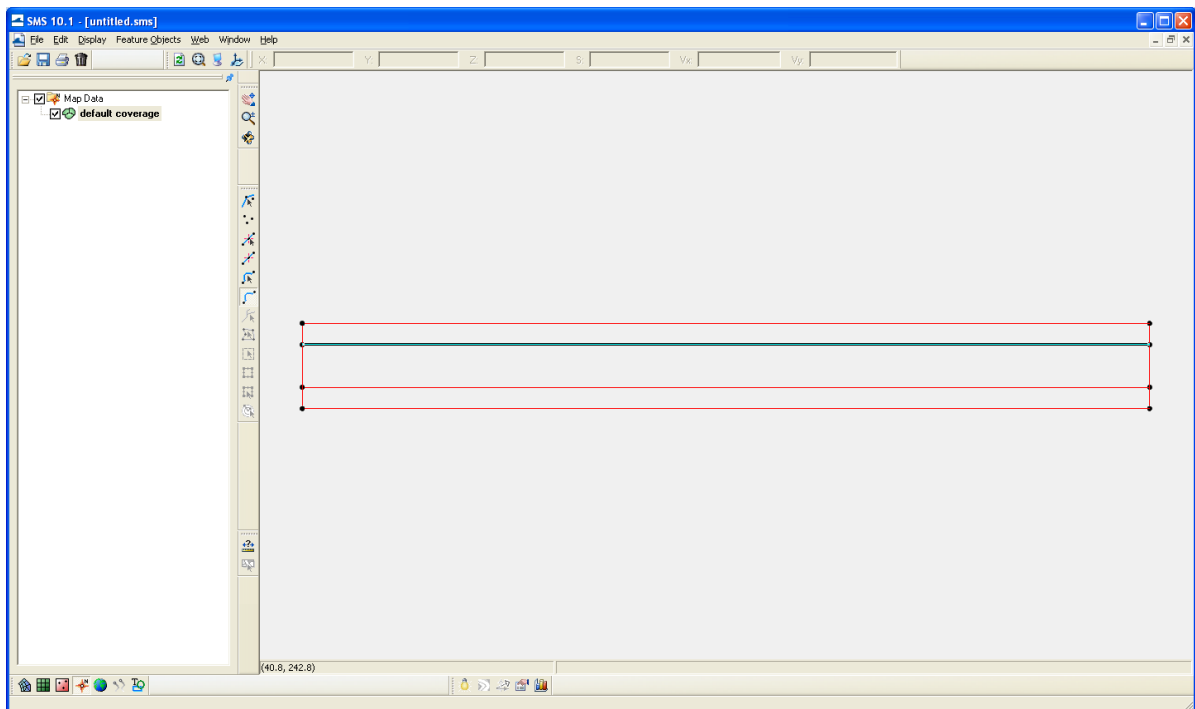 SMS 10.1 - [untitled.sms]
File Edit Display Feature Objects Web Window Help
X: Y: Z: S: Vx: Vy:
Map Data
default coverage
(40.8, 242.8)